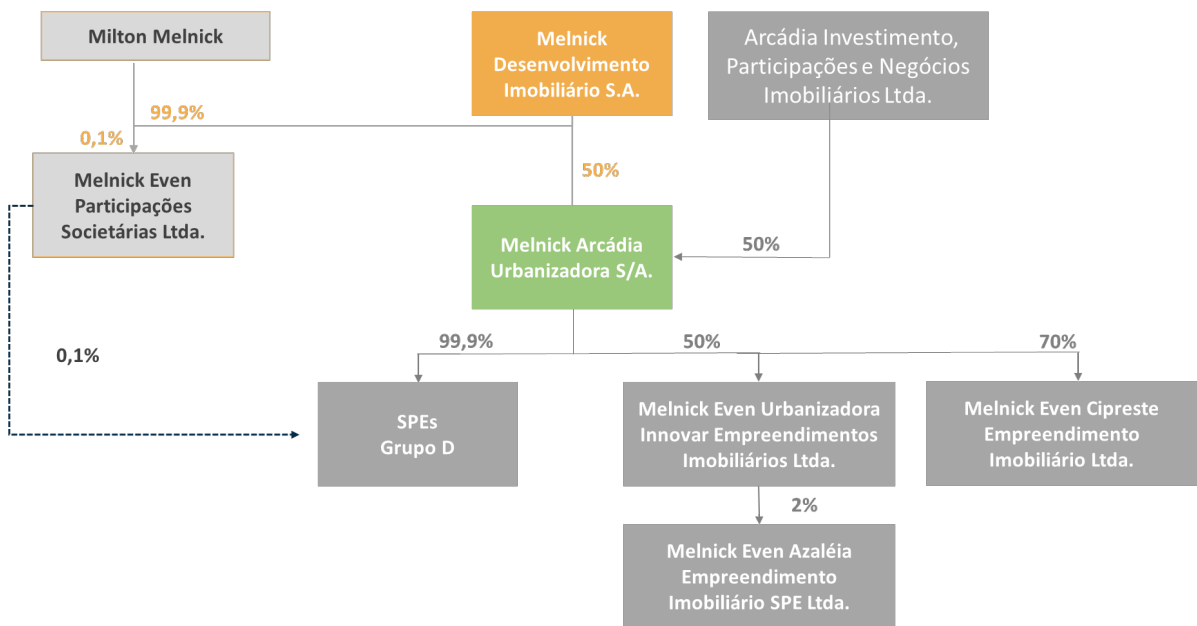 Milton Melnick
Melnick
Desenvolvimento
Imobiliário S.A.
Arcádia Investimento,
Participações e Negócios
Imobiliários Ltda.
99,9%
0,1%
50%
Melnick Even
Participações
Societárias Ltda.
Melnick Arcádia
Urbanizadora S/A.
50%
0,1%
99,9%
50%
70%
SPEs
Grupo D
Melnick Even Urbanizadora
Innovar Empreendimentos
Imobiliários Ltda.
Melnick Even Cipreste
Empreendimento
Imobiliário Ltda.
2%
Melnick Even Azaléia
Empreendimento
Imobiliário SPE Ltda.